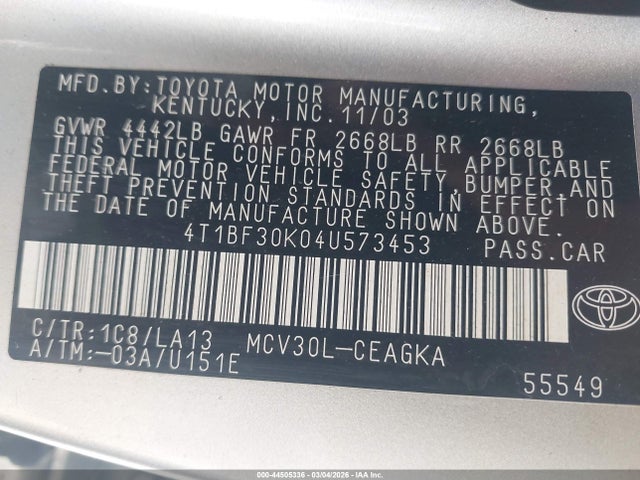 MFD.BY:TOYOTA MOTOR MANUFACTURING,
KENTUCKY, INC. 11/03
GVWR 4442LB GAWR FR 2668LB RR 2668LB
THIS VEHICLE CONFORMS TO ALL APPLICABLE
FEDERAL MOTOR VEHICLE SAFETY, BUMPER, AND
THEFT PREVENTION STANDARDS IN EFFECT ON
THE DATE OF MANUFACTURE SHOWN ABOVE.
4T1BF30K04U573453 PASS.CAR
C/TR:1C8/LA13 MCV30L-CEAGKA
A/TM:-03A/U151E
55549
000-44505336 - 03/04/2026 - IAA Inc.